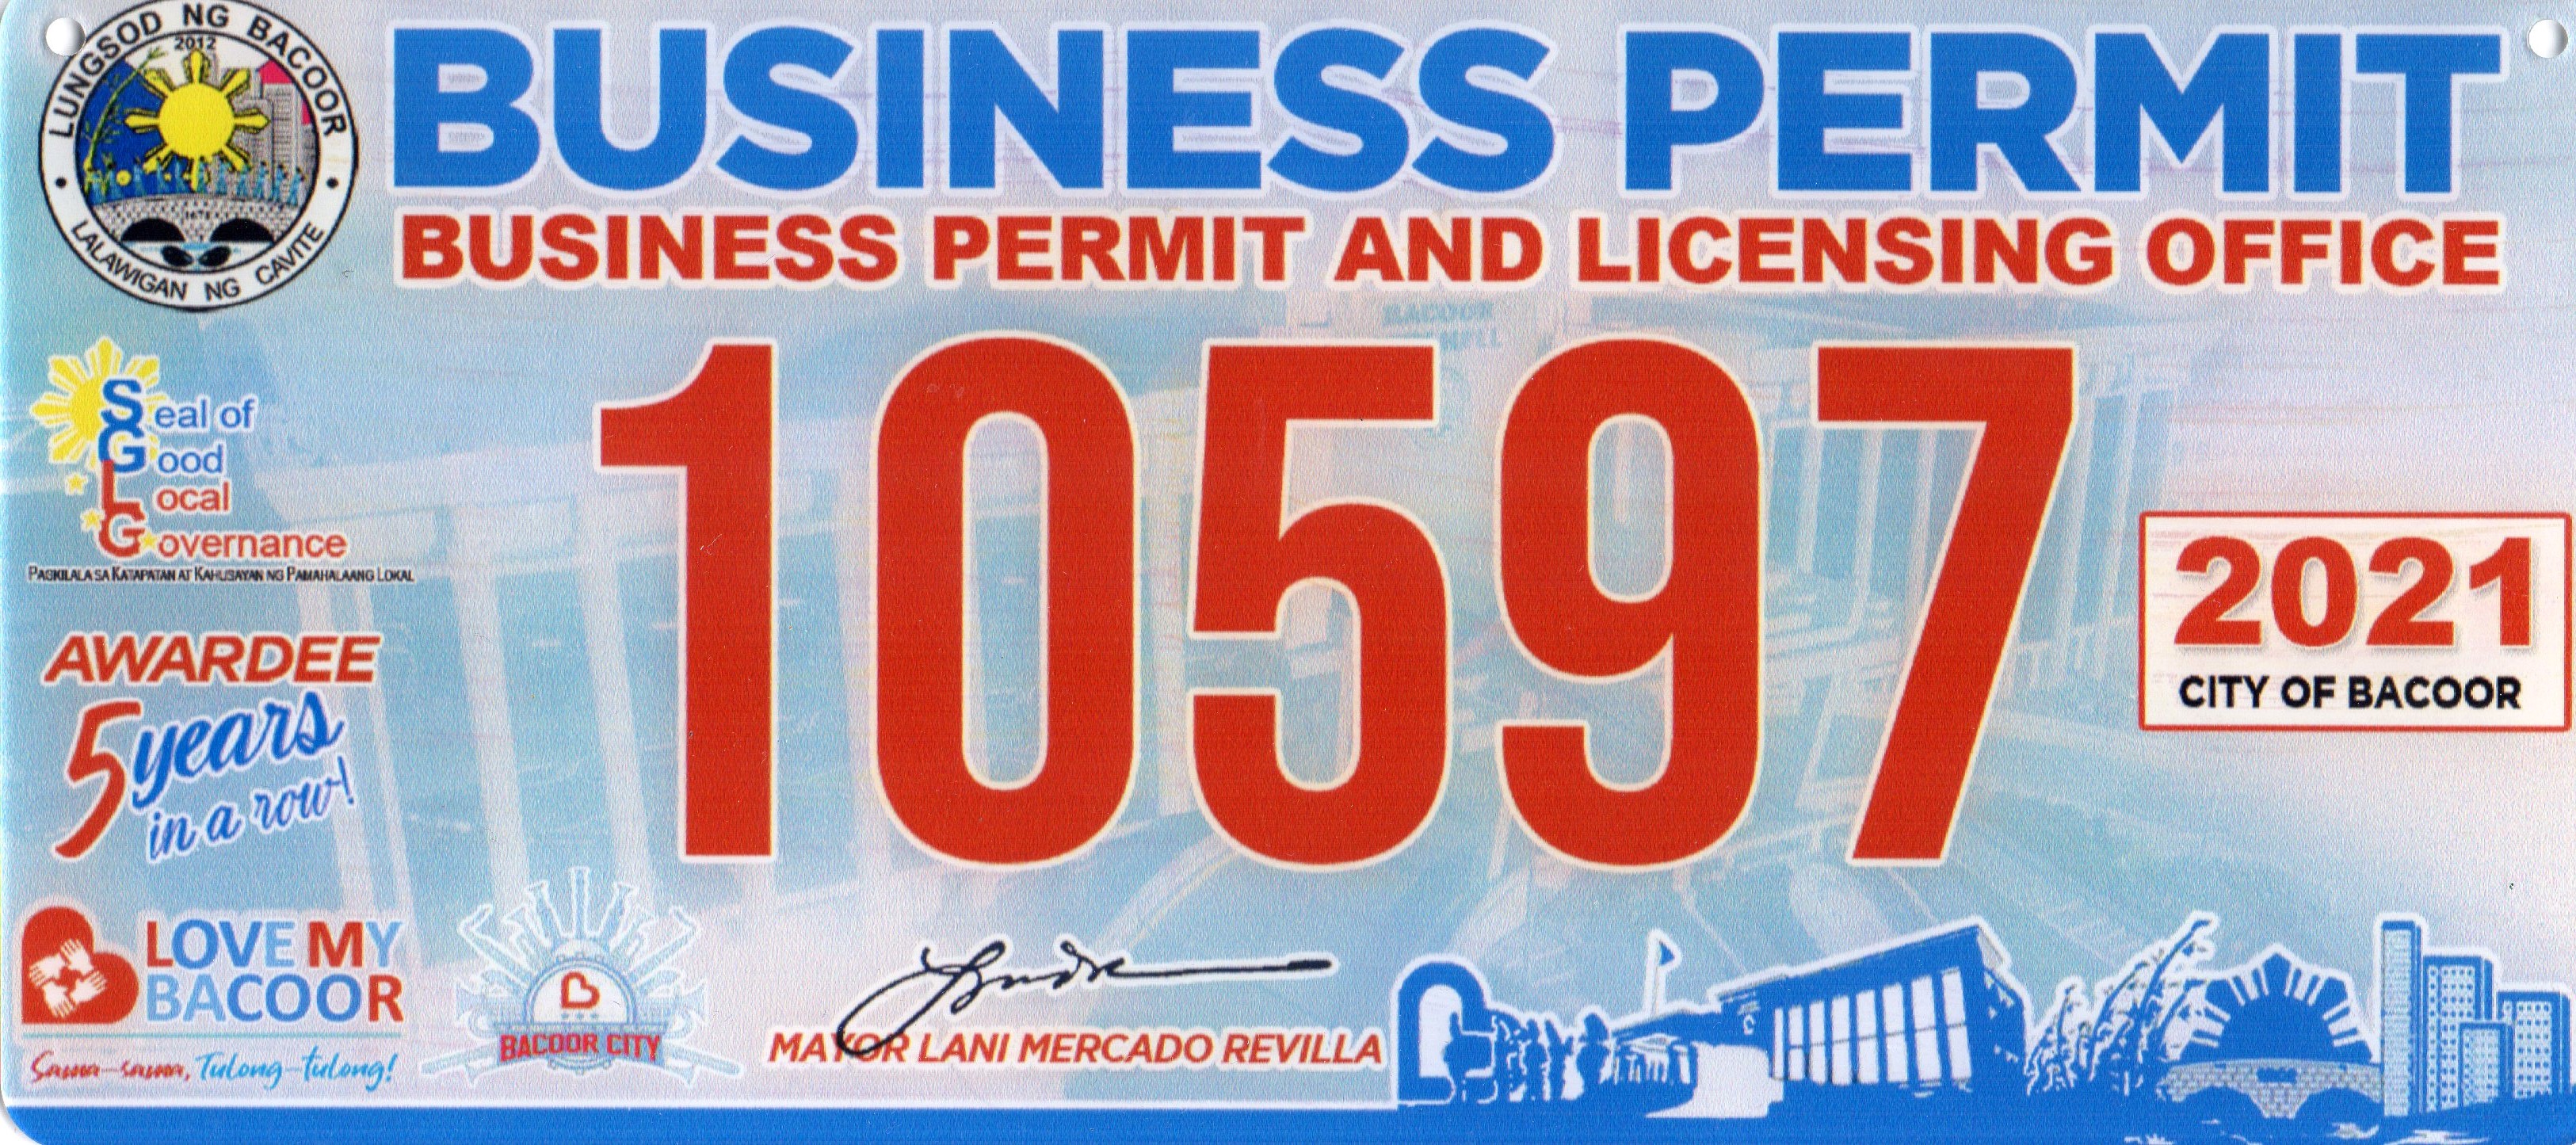 LUNGSOD NG BACOOR
2012
LALAWIGAN NG CAVITE
BUSINESS PERMIT
BUSINESS PERMIT AND LICENSING OFFICE
BACOOR
10597
Seal of
Good
Local
Governance
PAGKILALA SA KATAPATAN AT KAHUSAYAN NG PAMAHALAANG LOKAL
AWARDEE
5 years
in a row!
2021
CITY OF BACOOR
LOVE MY
BACOOR
Sama-sama, Tulong-tulong!
BACOOR CITY
MAYOR LANI MERCADO REVILLA